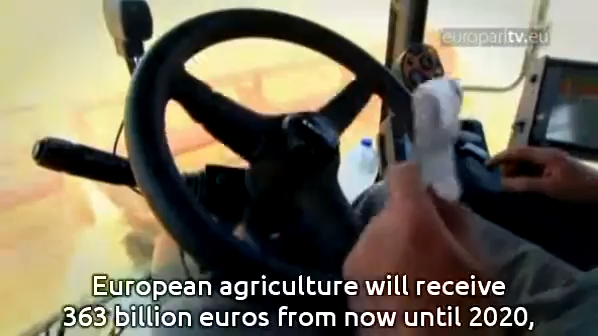 europarltv.eu
European agriculture will receive
363 billion euros from now until 2020,